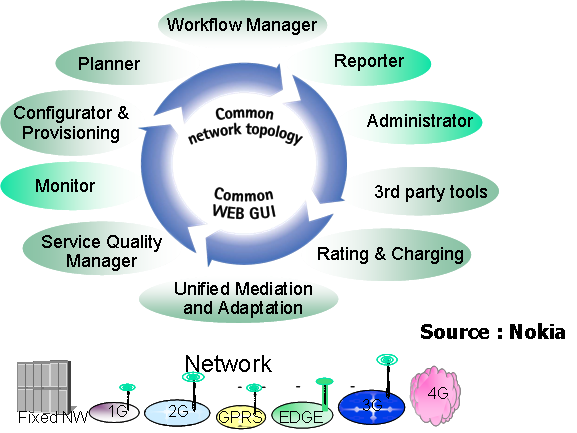 Workflow Manager
Planner
Reporter
Configurator &
Provisioning
Common
network topology
Administrator
Monitor
Common
WEB GUI
3rd party tools
Service Quality
Manager
Rating & Charging
Unified Mediation
and Adaptation
Source : Nokia
Network
Fixed NW
1G
2G
GPRS
EDGE
3G
4G